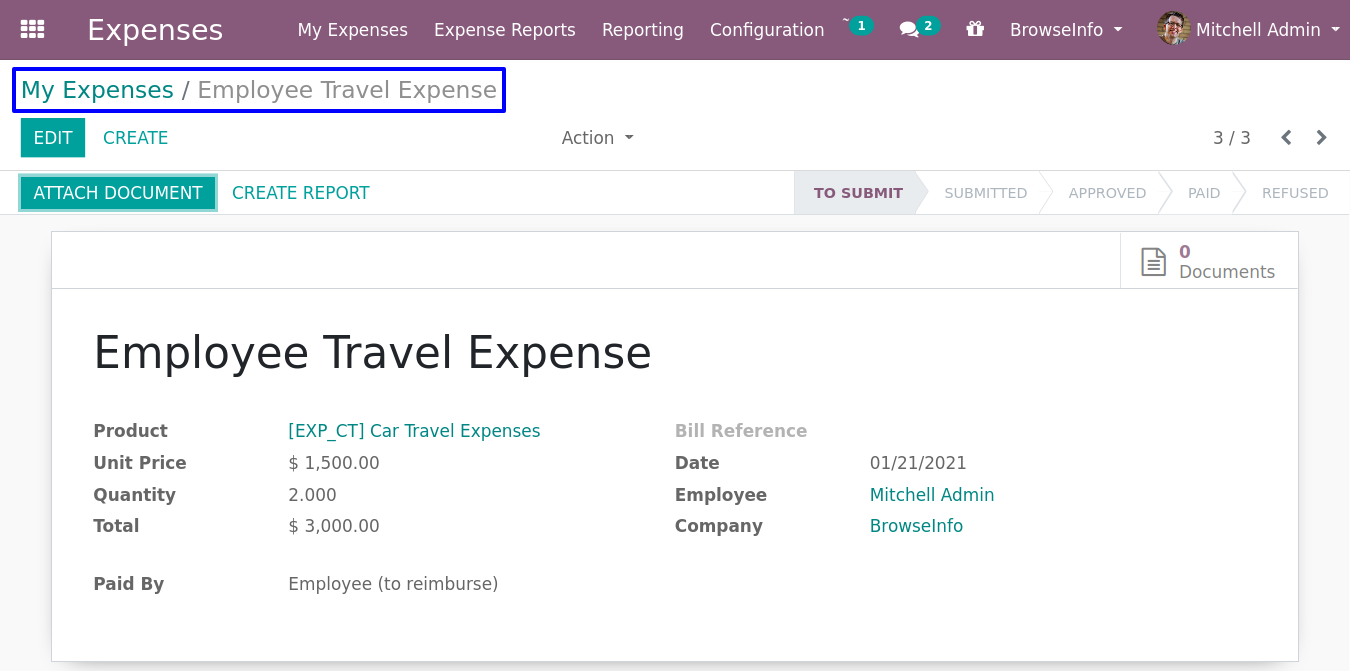 Expenses My Expenses Expense Reports Reporting Configuration 1 2 BrowseInfo Mitchell Admin
My Expenses / Employee Travel Expense
EDIT CREATE Action 3 / 3
ATTACH DOCUMENT CREATE REPORT TO SUBMIT SUBMITTED APPROVED PAID REFUSED
0
Documents
Employee Travel Expense
Product [EXP_CT] Car Travel Expenses Bill Reference
Unit Price $ 1,500.00 Date 01/21/2021
Quantity 2.000 Employee Mitchell Admin
Total $ 3,000.00 Company BrowseInfo
Paid By Employee (to reimburse)